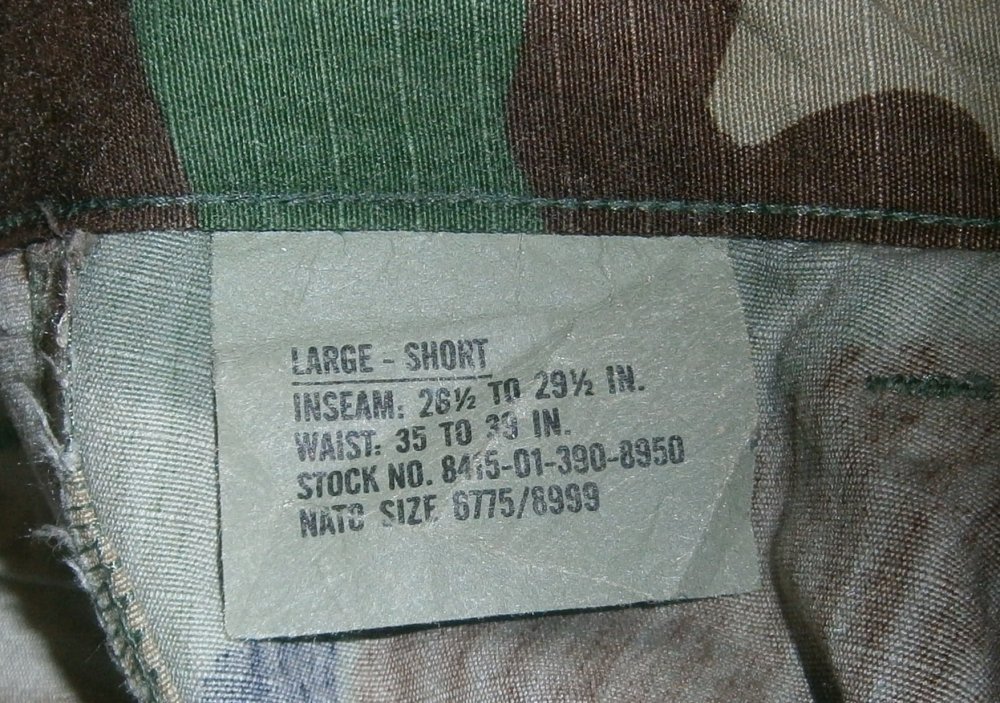 LARGE - SHORT
INSEAM: 26½ TO 29½ IN.
WAIST: 35 TO 39 IN.
STOCK NO. 8415-01-390-8950
NATO SIZE 6775/8999